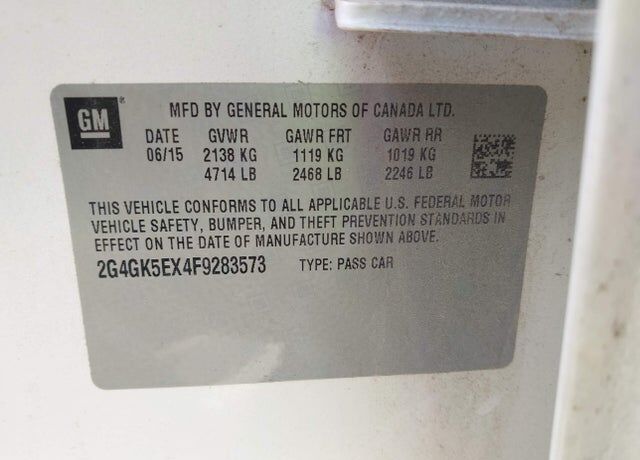 GM®
MFD BY GENERAL MOTORS OF CANADA LTD.
DATE GVWR GAWR FRT GAWR RR
06/15 2138 KG 1119 KG 1019 KG
4714 LB 2468 LB 2246 LB
THIS VEHICLE CONFORMS TO ALL APPLICABLE U.S. FEDERAL MOTOR
VEHICLE SAFETY, BUMPER, AND THEFT PREVENTION STANDARDS IN
EFFECT ON THE DATE OF MANUFACTURE SHOWN ABOVE.
2G4GK5EX4F9283573 TYPE: PASS CAR